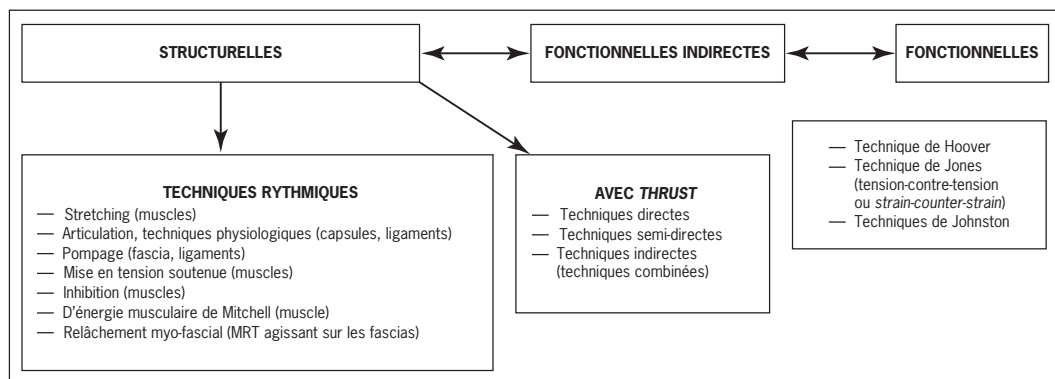 STRUCTURELLES
FONCTIONNELLES INDIRECTES
FONCTIONNELLES
TECHNIQUES RYTHMIQUES
— Stretching (muscles)
— Articulation, techniques physiologiques (capsules, ligaments)
— Pompage (fascia, ligaments)
— Mise en tension soutenue (muscles)
— Inhibition (muscles)
— D'énergie musculaire de Mitchell (muscle)
— Relâchement myo-fascial (MRT agissant sur les fascias)
AVEC THRUST
— Techniques directes
— Techniques semi-directes
— Techniques indirectes
(techniques combinées)
— Technique de Hoover
— Technique de Jones
(tension-contre-tension
ou strain-counter-strain)
— Techniques de Johnston